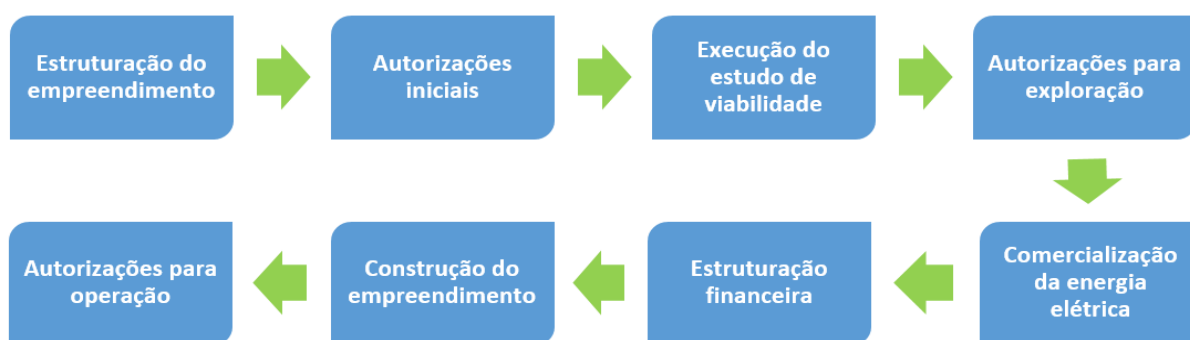 Estruturação do
empreendimento
Autorizações
iniciais
Execução do
estudo de
viabilidade
Autorizações para
exploração
Comercialização
da energia
elétrica
Estruturação
financeira
Construção do
empreendimento
Autorizações para
operação